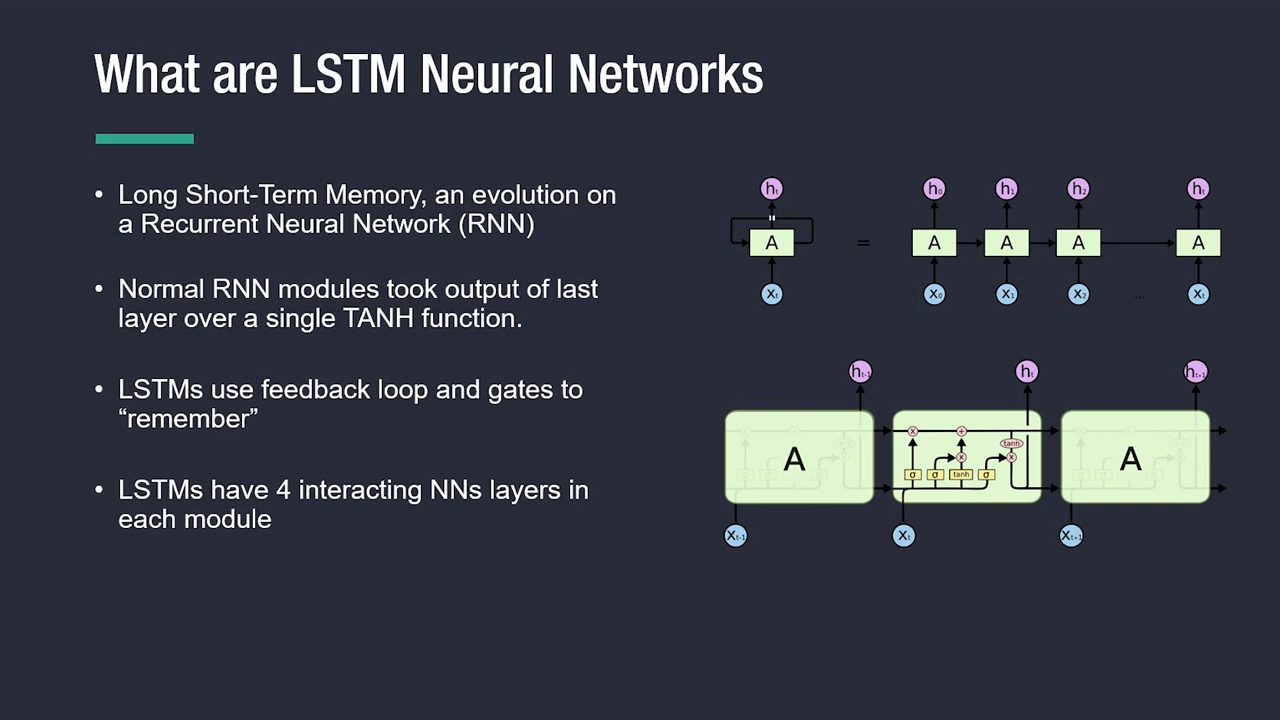 What are LSTM Neural Networks
• Long Short-Term Memory, an evolution on
a Recurrent Neural Network (RNN)
• Normal RNN modules took output of last
layer over a single TANH function.
• LSTMs use feedback loop and gates to
“remember”
• LSTMs have 4 interacting NNs layers in
each module
hₜ h₀ h₁ h₂ hₜ
A = A A A A
xₜ x₀ x₁ x₂ ... xₜ
hₜ₋₁ hₜ hₜ₊₁
x +
tanh
A x x A
σ σ tanh σ
xₜ₋₁ xₜ xₜ₊₁